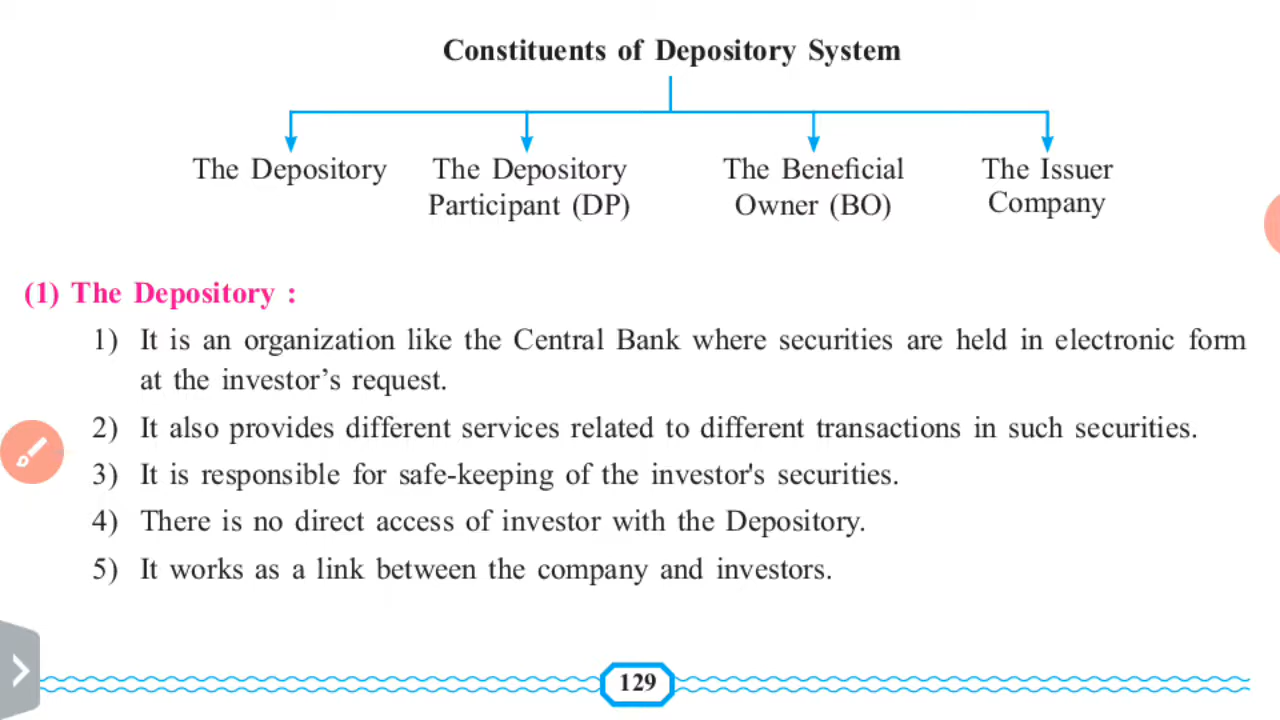 Constituents of Depository System
The Depository
The Depository
Participant (DP)
The Beneficial
Owner (BO)
The Issuer
Company
(1) The Depository :
1) It is an organization like the Central Bank where securities are held in electronic form
at the investor’s request.
2) It also provides different services related to different transactions in such securities.
3) It is responsible for safe-keeping of the investor's securities.
4) There is no direct access of investor with the Depository.
5) It works as a link between the company and investors.
129